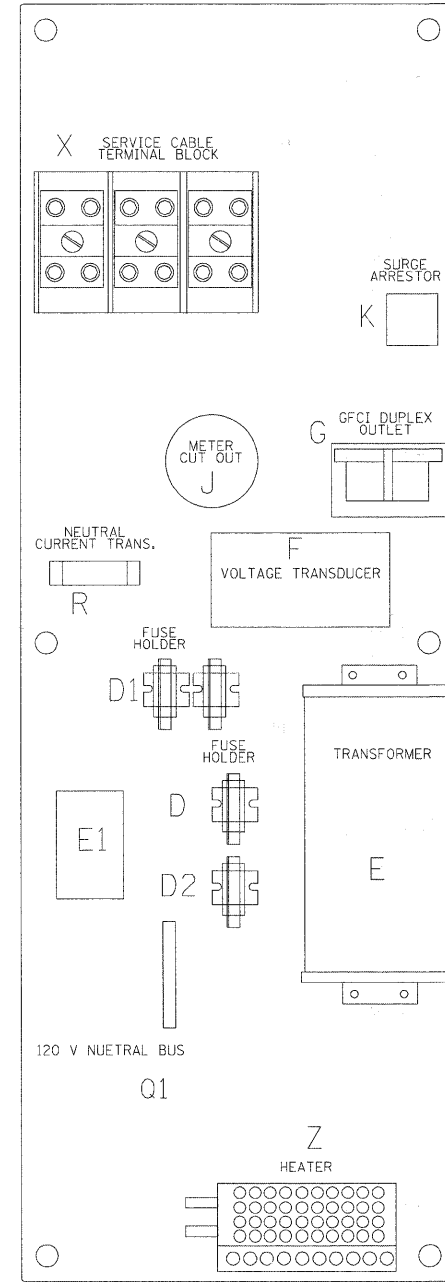 X SERVICE CABLE
TERMINAL BLOCK
SURGE
ARRESTOR
K
GFCI DUPLEX
OUTLET
G
METER
CUT OUT
J
NEUTRAL
CURRENT TRANS.
R
F
VOLTAGE TRANSDUCER
FUSE
HOLDER
D1
FUSE
HOLDER
D
TRANSFORMER
E
E1
D2
120 V NUETRAL BUS
Q1
Z
HEATER